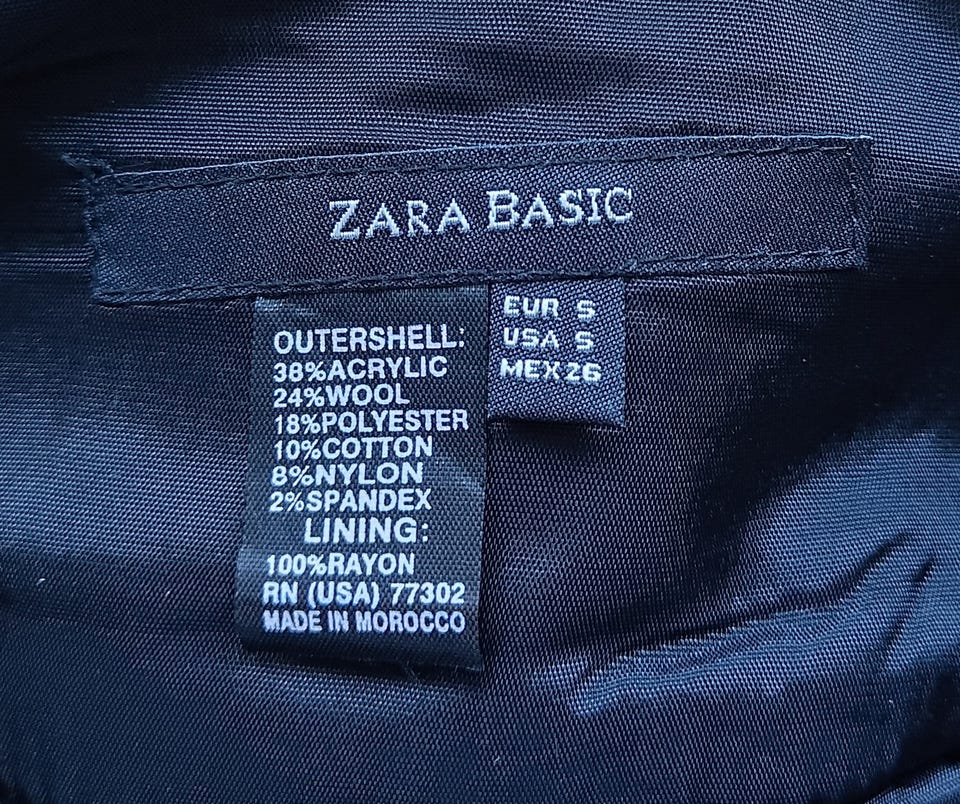 ZARA BASIC
EUR S
USA S
MEX 26
OUTERSHELL:
38%ACRYLIC
24%WOOL
18%POLYESTER
10%COTTON
8%NYLON
2%SPANDEX
LINING:
100%RAYON
RN (USA) 77302
MADE IN MOROCCO